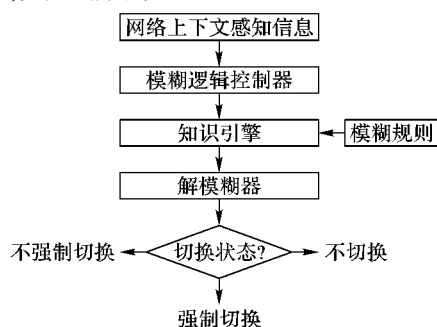 网络上下文感知信息
模糊逻辑控制器
知识引擎
模糊规则
解模糊器
不强制切换
切换状态?
不切换
强制切换